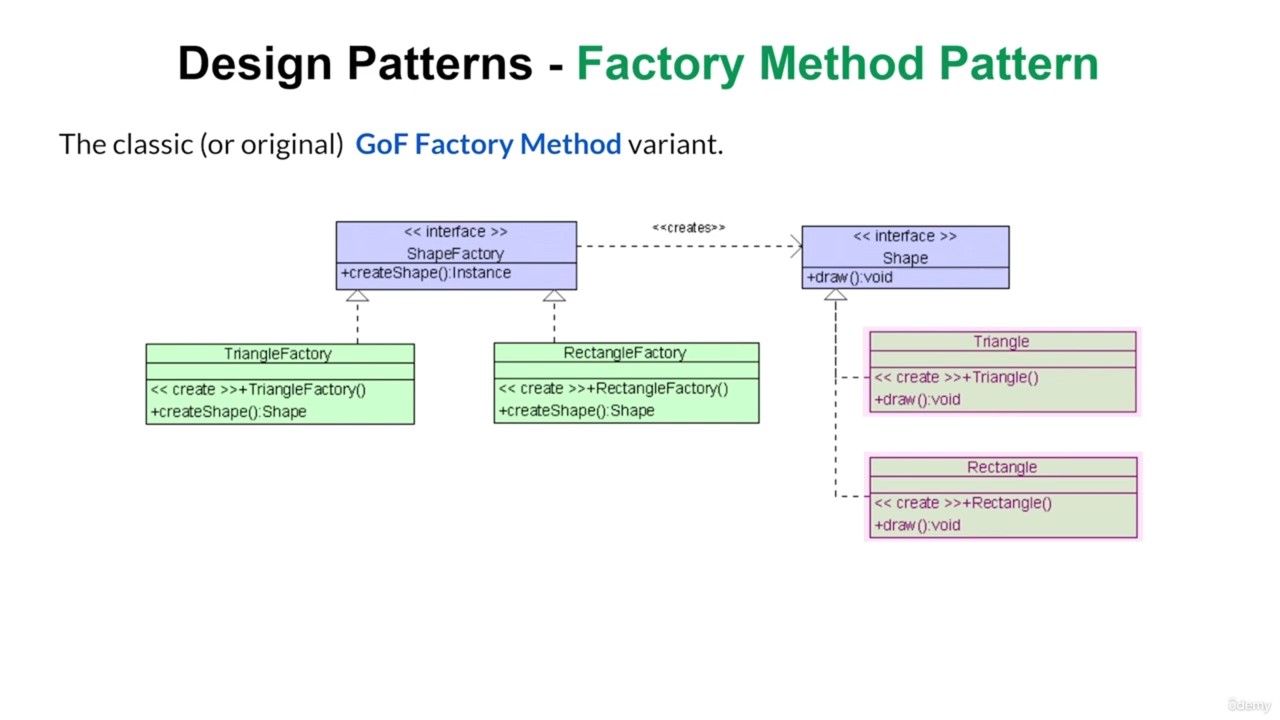 Design Patterns - Factory Method Pattern
The classic (or original) GoF Factory Method variant.
<< interface >>
ShapeFactory
+createShape():Instance
<<creates>>
<< interface >>
Shape
+draw():void
TriangleFactory
<< create >>+TriangleFactory()
+createShape():Shape
RectangleFactory
<< create >>+RectangleFactory()
+createShape():Shape
Triangle
<< create >>+Triangle()
+draw():void
Rectangle
<< create >>+Rectangle()
+draw():void
ûdemy